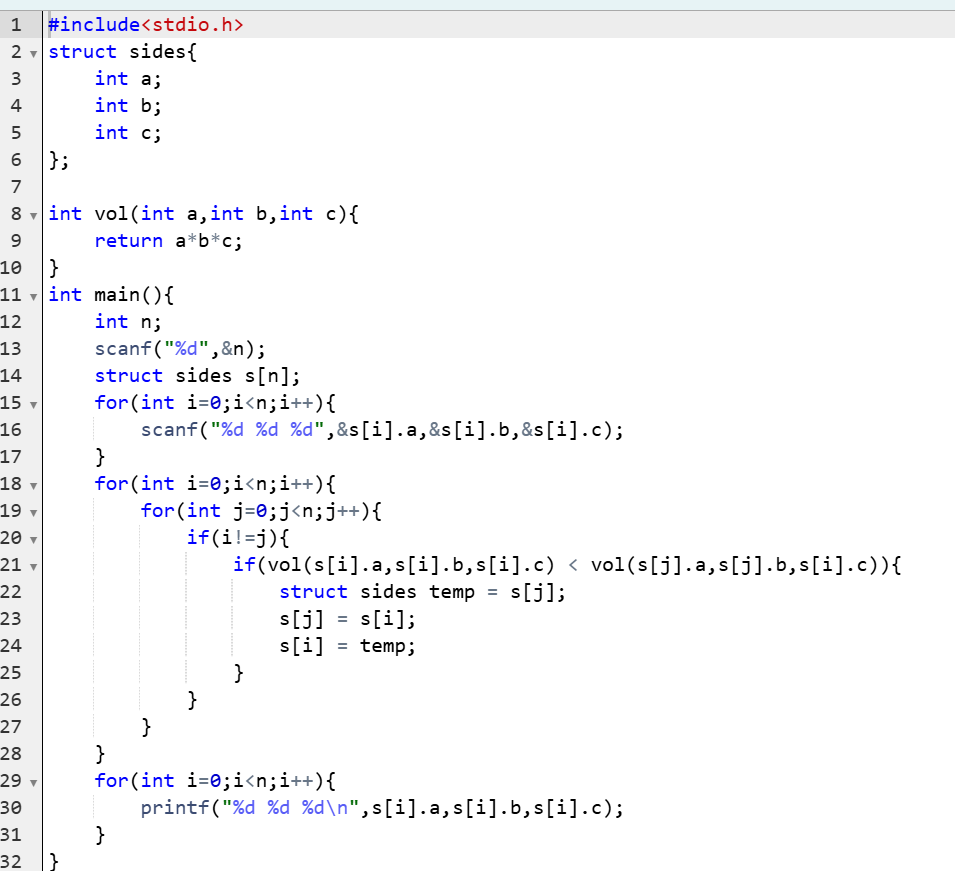 1 #include<stdio.h>
2 struct sides{
3     int a;
4     int b;
5     int c;
6 };
7
8 int vol(int a,int b,int c){
9     return a*b*c;
10 }
11 int main(){
12     int n;
13     scanf("%d",&n);
14     struct sides s[n];
15     for(int i=0;i<n;i++){
16         scanf("%d %d %d",&s[i].a,&s[i].b,&s[i].c);
17     }
18     for(int i=0;i<n;i++){
19         for(int j=0;j<n;j++){
20             if(i!=j){
21                 if(vol(s[i].a,s[i].b,s[i].c) < vol(s[j].a,s[j].b,s[i].c)){
22                     struct sides temp = s[j];
23                     s[j] = s[i];
24                     s[i] = temp;
25                 }
26             }
27         }
28     }
29     for(int i=0;i<n;i++){
30         printf("%d %d %d\n",s[i].a,s[i].b,s[i].c);
31     }
32 }